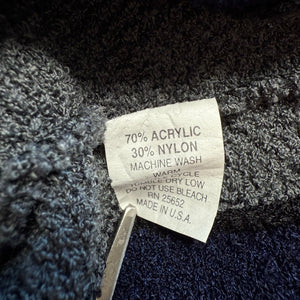 70% ACRYLIC
30% NYLON
MACHINE WASH
WARM
CYCLE
TUMBLE DRY LOW
DO NOT USE BLEACH
RN 25652
MADE IN U.S.A.